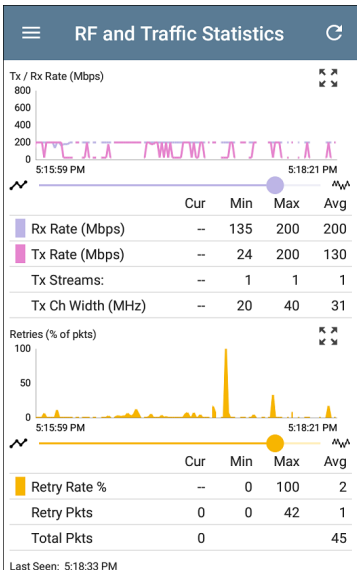 RF and Traffic Statistics
Tx / Rx Rate (Mbps)
800
600
400
200
0
5:15:59 PM 5:18:21 PM
Cur Min Max Avg
Rx Rate (Mbps) -- 135 200 200
Tx Rate (Mbps) -- 24 200 130
Tx Streams: -- 1 1 1
Tx Ch Width (MHz) -- 20 40 31
Retries (% of pkts)
100
50
0
5:15:59 PM 5:18:21 PM
Cur Min Max Avg
Retry Rate % -- 0 100 2
Retry Pkts 0 0 42 1
Total Pkts 0 45
Last Seen: 5:18:33 PM